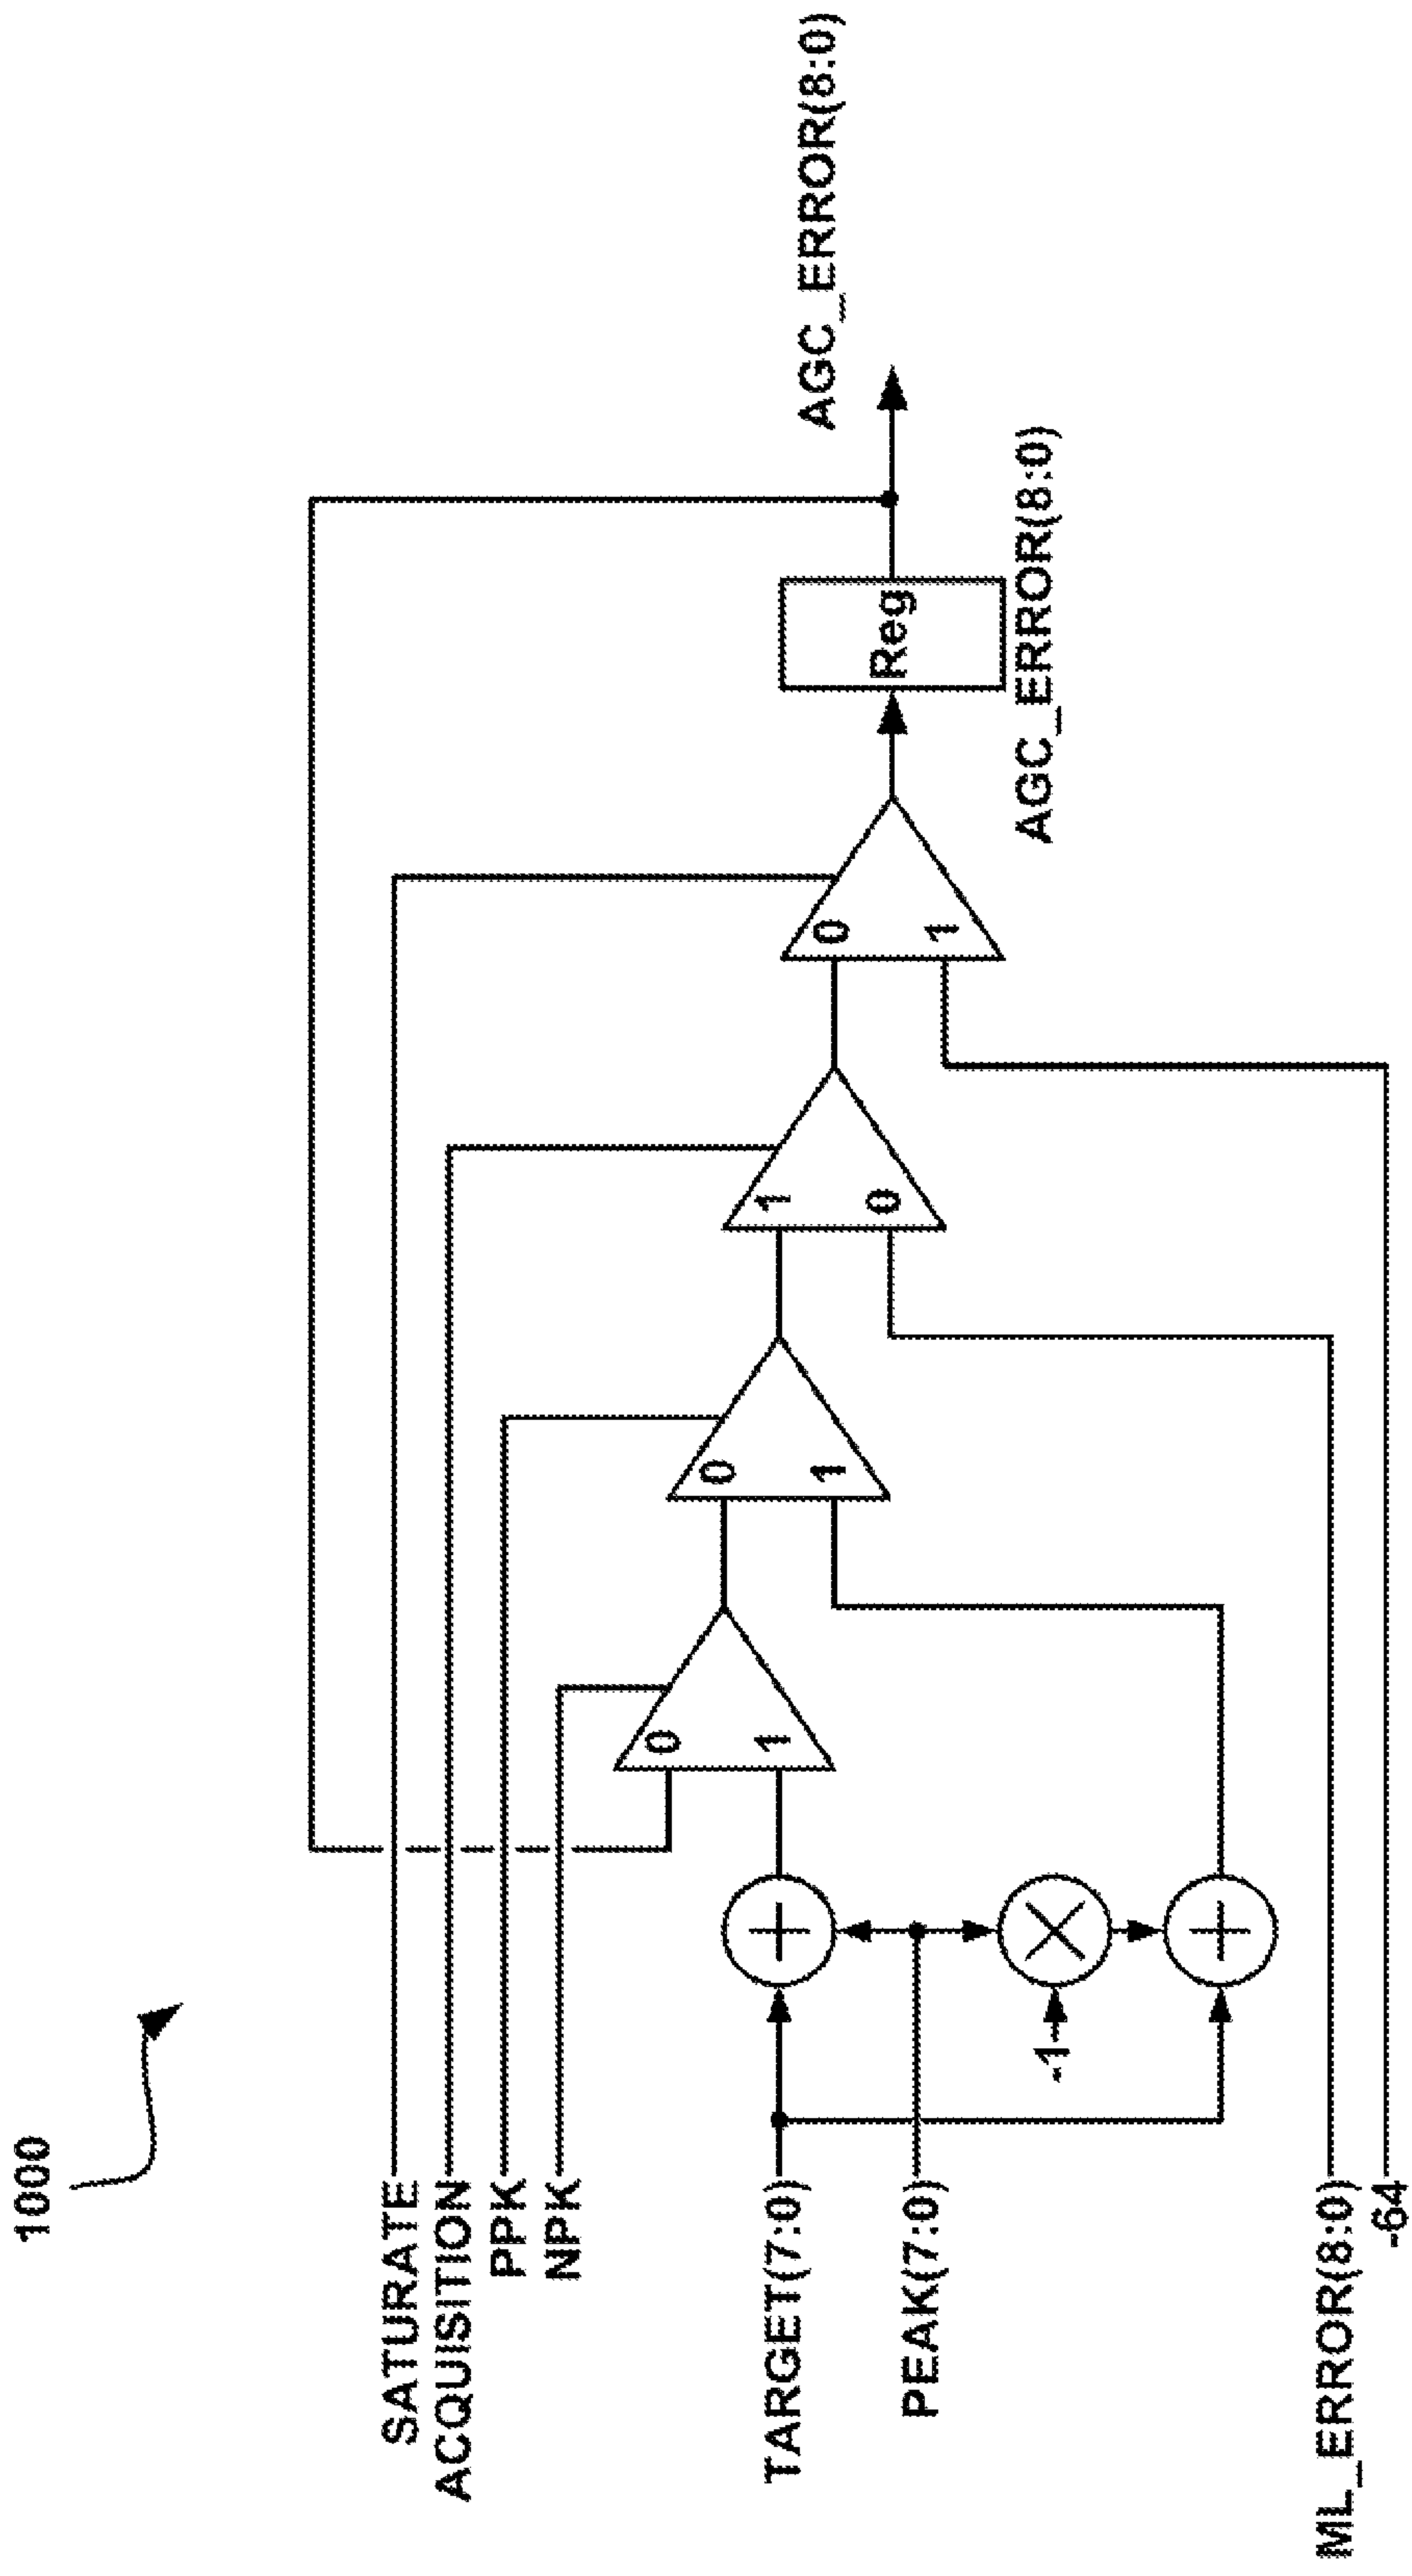 1000
SATURATE
ACQUISITION
PPK
NPK
TARGET(7:0)
PEAK(7:0)
ML_ERROR(8:0)
-64
-1
0
1
0
1
1
0
0
1
Reg
AGC_ERROR(8:0)
AGC_ERROR(8:0)